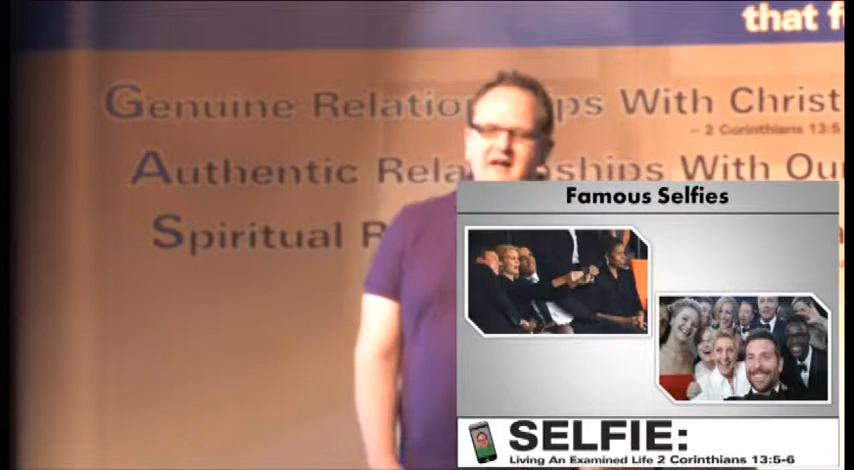 that f
Genuine Relatio ps With Christ
- 2 Corinthians 13:5
Authentic Rela nships With Our
Spiritual R
Famous Selfies
SELFIE:
Living An Examined Life 2 Corinthians 13:5-6